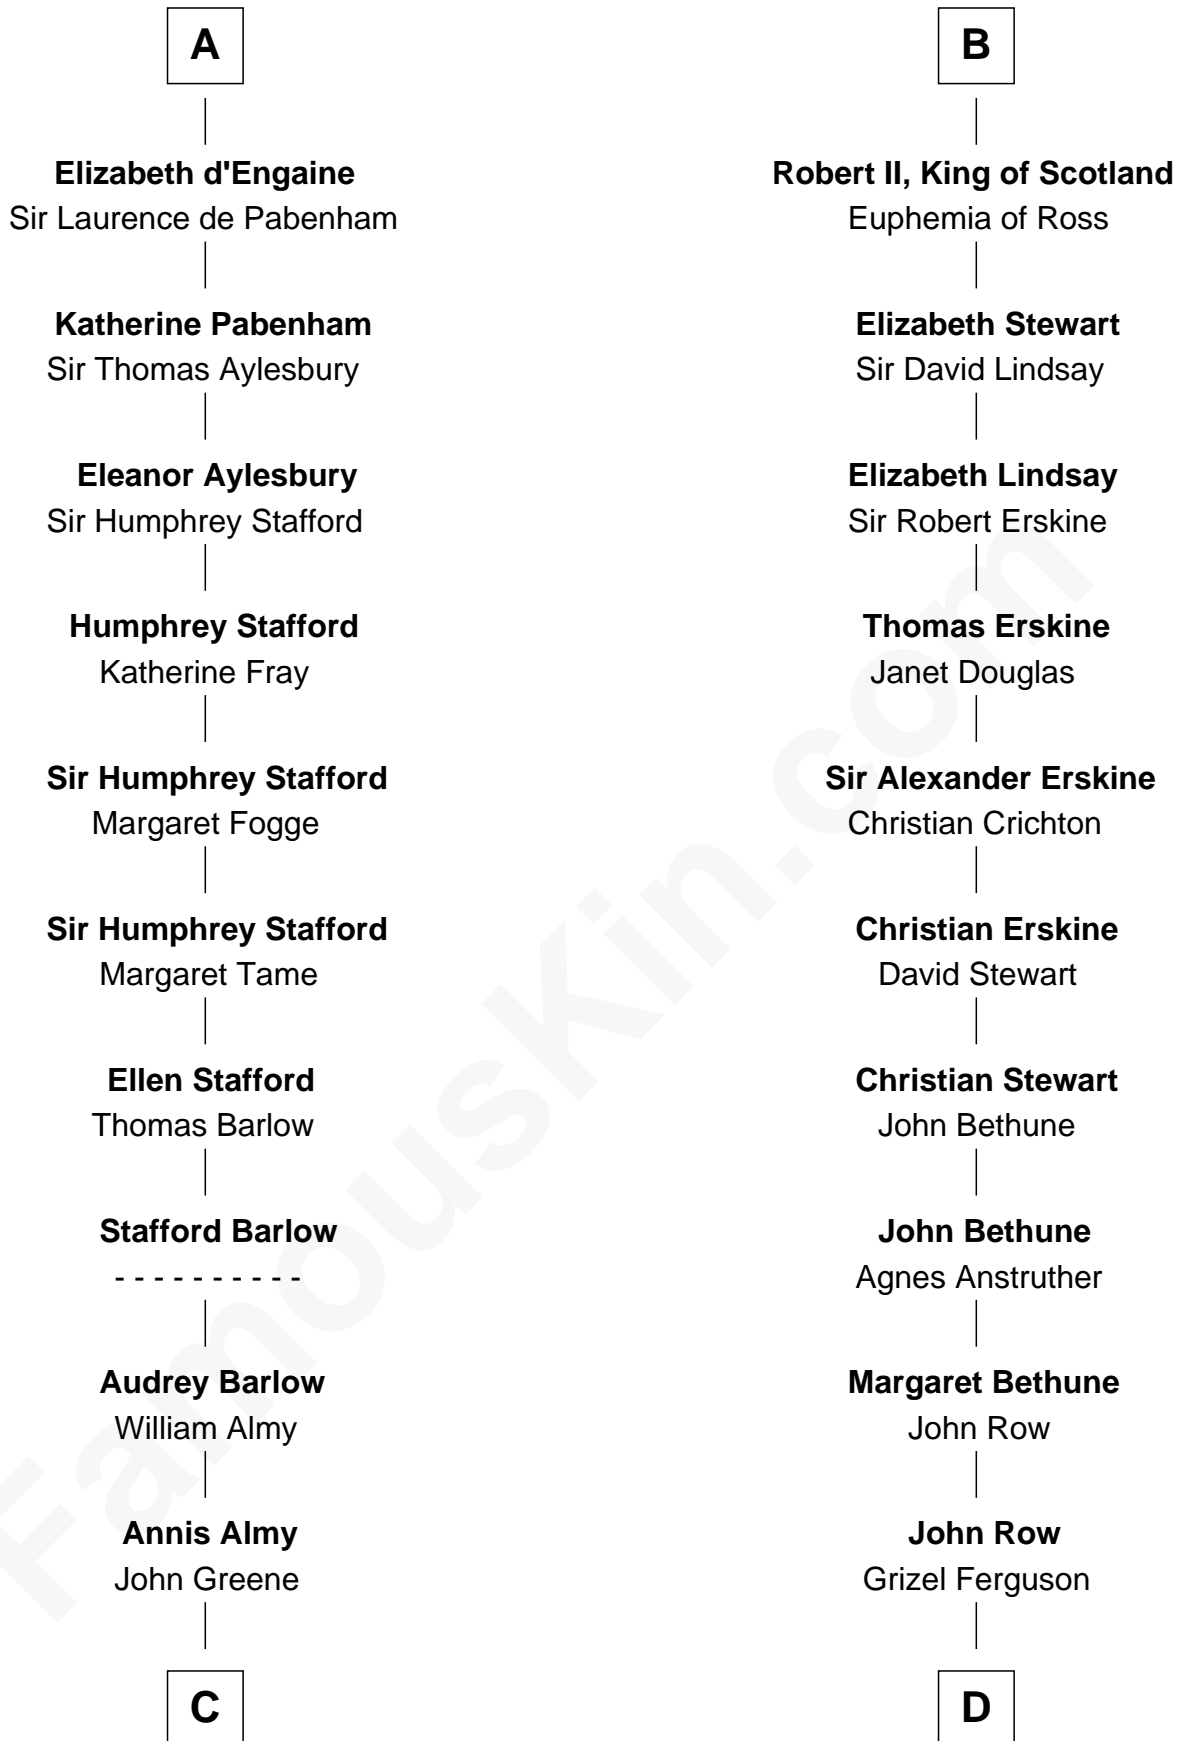 A
Elizabeth d'Engaine
Sir Laurence de Pabenham
Katherine Pabenham
Sir Thomas Aylesbury
Eleanor Aylesbury
Sir Humphrey Stafford
Humphrey Stafford
Katherine Fray
Sir Humphrey Stafford
Margaret Fogge
Sir Humphrey Stafford
Margaret Tame
Ellen Stafford
Thomas Barlow
Stafford Barlow
- - - - - - - - - -
Audrey Barlow
William Almy
Annis Almy
John Greene
C
B
Robert II, King of Scotland
Euphemia of Ross
Elizabeth Stewart
Sir David Lindsay
Elizabeth Lindsay
Sir Robert Erskine
Thomas Erskine
Janet Douglas
Sir Alexander Erskine
Christian Crichton
Christian Erskine
David Stewart
Christian Stewart
John Bethune
John Bethune
Agnes Anstruther
Margaret Bethune
John Row
John Row
Grizel Ferguson
D
FamousKin.com